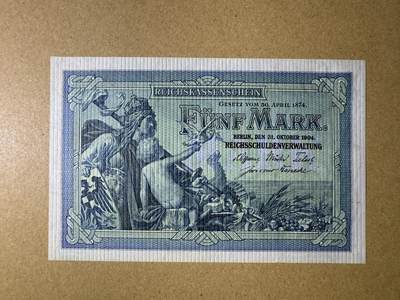 REICHSKASSENSCHEIN
GESETZ VOM 30. APRIL 1874.
FÜNF MARK.
BERLIN, DEN 31. OKTOBER 1904.
REICHSSCHULDENVERWALTUNG